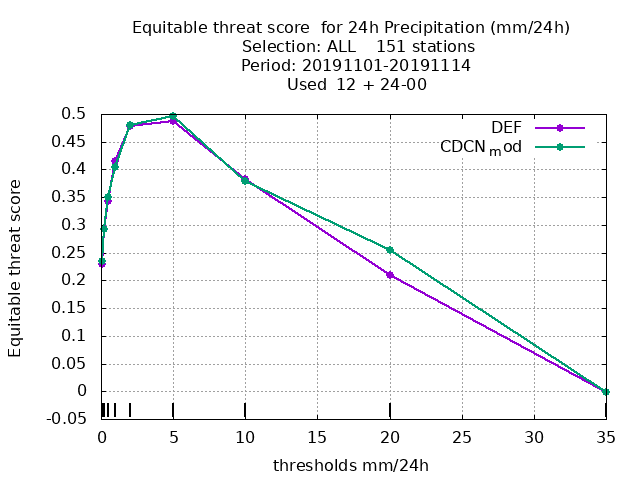 Equitable threat score  for 24h Precipitation (mm/24h)
Selection: ALL    151 stations
Period: 20191101-20191114
Used  12 + 24-00
DEF
CDCN_mod
Equitable threat score
0.5
0.45
0.4
0.35
0.3
0.25
0.2
0.15
0.1
0.05
0
-0.05
0 5 10 15 20 25 30 35
thresholds mm/24h